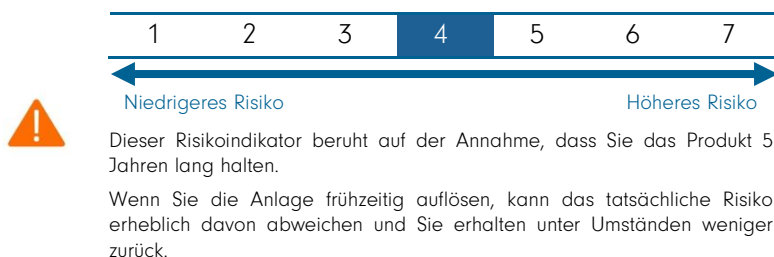 1 2 3 4 5 6 7
Niedrigeres Risiko Höheres Risiko
Dieser Risikoindikator beruht auf der Annahme, dass Sie das Produkt 5
Jahren lang halten.
Wenn Sie die Anlage frühzeitig auflösen, kann das tatsächliche Risiko
erheblich davon abweichen und Sie erhalten unter Umständen weniger
zurück.